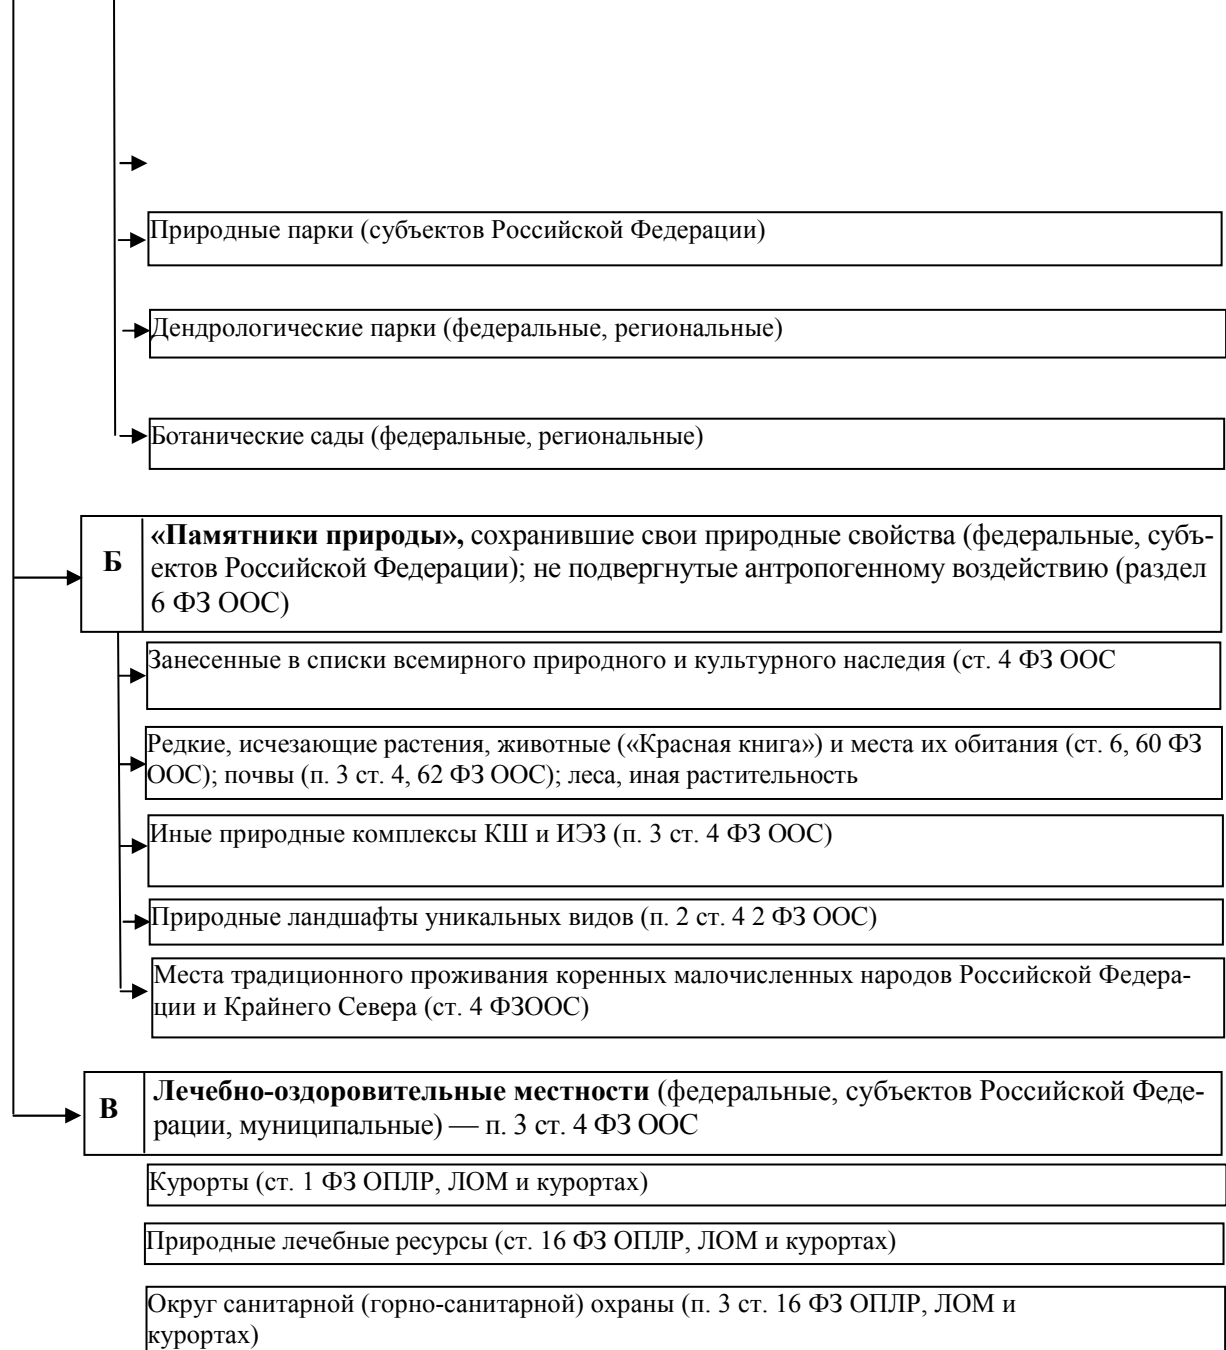 Природные парки (субъектов Российской Федерации)
Дендрологические парки (федеральные, региональные)
Ботанические сады (федеральные, региональные)
Б
«Памятники природы», сохранившие свои природные свойства (федеральные, субъ-
ектов Российской Федерации); не подвергнутые антропогенному воздействию (раздел
6 ФЗ ООС)
Занесенные в списки всемирного природного и культурного наследия (ст. 4 ФЗ ООС
Редкие, исчезающие растения, животные («Красная книга») и места их обитания (ст. 6, 60 ФЗ
ООС); почвы (п. 3 ст. 4, 62 ФЗ ООС); леса, иная растительность
Иные природные комплексы КШ и ИЭЗ (п. 3 ст. 4 ФЗ ООС)
Природные ландшафты уникальных видов (п. 2 ст. 4 2 ФЗ ООС)
Места традиционного проживания коренных малочисленных народов Российской Федера-
ции и Крайнего Севера (ст. 4 ФЗООС)
В
Лечебно-оздоровительные местности (федеральные, субъектов Российской Феде-
рации, муниципальные) — п. 3 ст. 4 ФЗ ООС
Курорты (ст. 1 ФЗ ОПЛР, ЛОМ и курортах)
Природные лечебные ресурсы (ст. 16 ФЗ ОПЛР, ЛОМ и курортах)
Округ санитарной (горно-санитарной) охраны (п. 3 ст. 16 ФЗ ОПЛР, ЛОМ и
курортах)